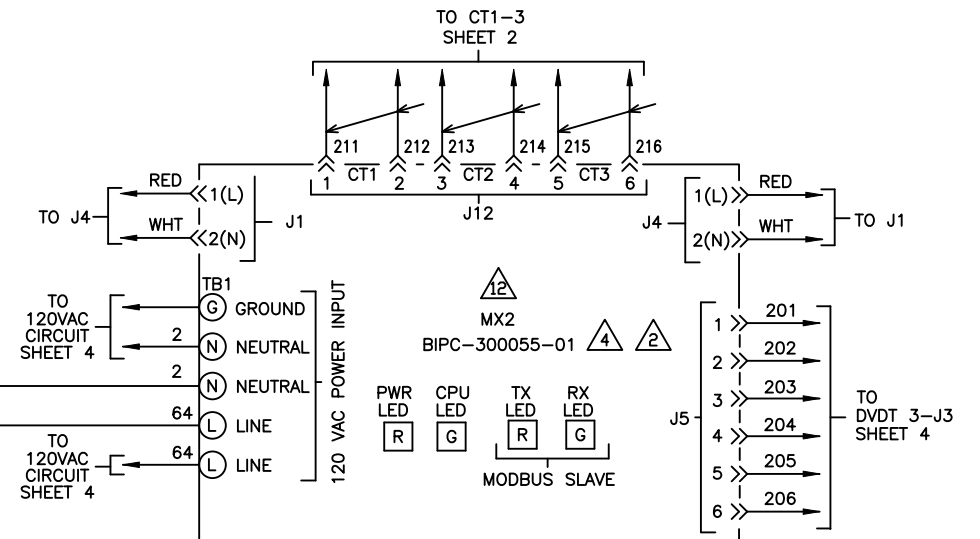 TO CT1-3
SHEET 2
211 212 213 214 215 216
CT1 CT2 CT3
1 2 3 4 5 6
J12
RED
1(L)
TO J4
WHT
2(N)
J1
RED
1(L)
J4
WHT
2(N)
TO J1
TB1
TO
120VAC
CIRCUIT
SHEET 4
G GROUND
2 N NEUTRAL
2 N NEUTRAL
64 L LINE
64 L LINE
TO
120VAC
CIRCUIT
SHEET 4
120 VAC POWER INPUT
12
MX2
BIPC-300055-01
4
2
PWR
LED
R
CPU
LED
G
TX
LED
R
RX
LED
G
MODBUS SLAVE
J5
1 201
2 202
3 203
4 204
5 205
6 206
TO
DVDT 3-J3
SHEET 4